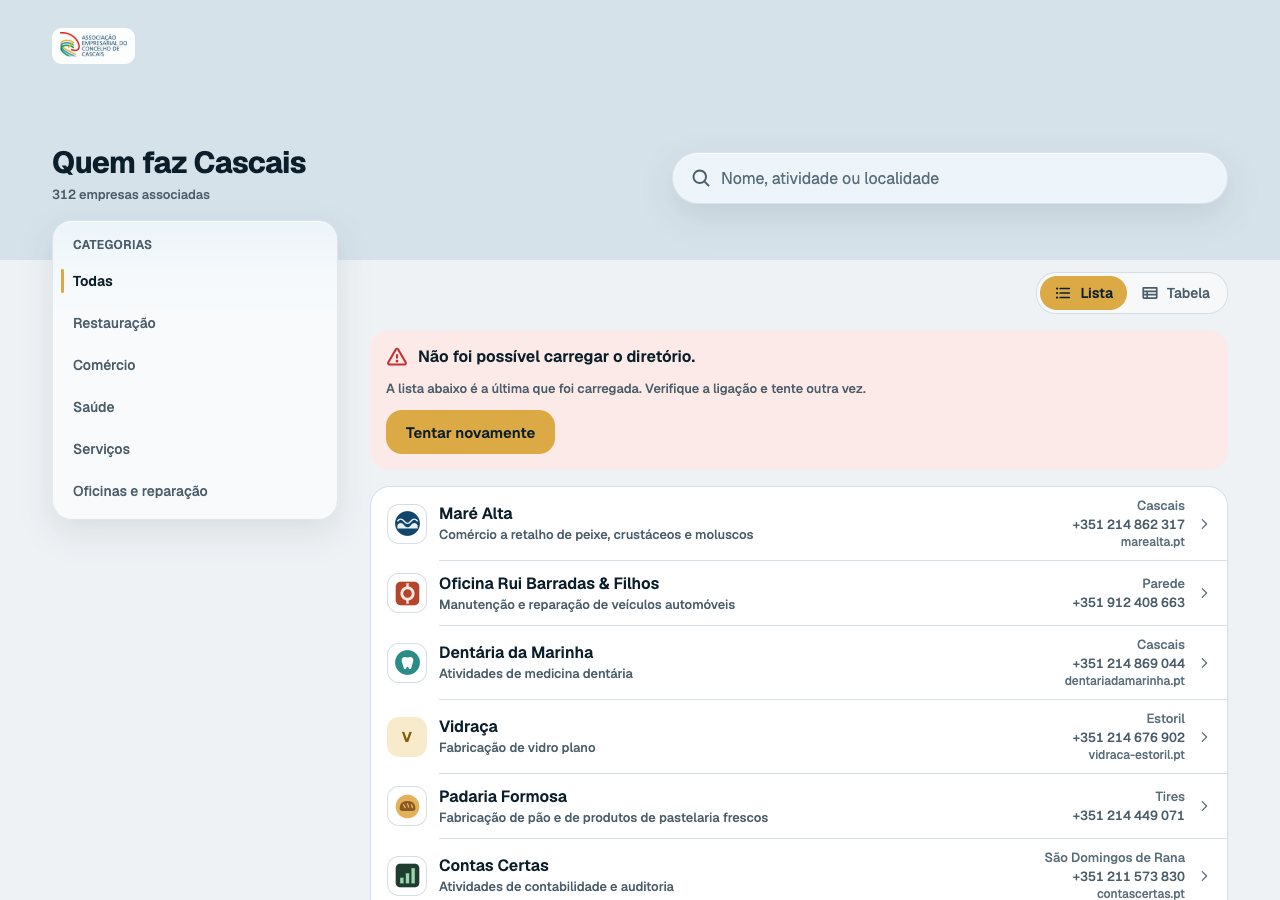 ASSOCIAÇÃO
EMPRESARIAL DO
CONCELHO DE
CASCAIS
Quem faz Cascais
312 empresas associadas
Nome, atividade ou localidade
CATEGORIAS
Todas
Restauração
Comércio
Saúde
Serviços
Oficinas e reparação
Lista
Tabela
Não foi possível carregar o diretório.
A lista abaixo é a última que foi carregada. Verifique a ligação e tente outra vez.
Tentar novamente
Maré Alta
Comércio a retalho de peixe, crustáceos e moluscos
Cascais
+351 214 862 317
marealta.pt
Oficina Rui Barradas & Filhos
Manutenção e reparação de veículos automóveis
Parede
+351 912 408 663
Dentária da Marinha
Atividades de medicina dentária
Cascais
+351 214 869 044
dentariadamarinha.pt
V
Vidraça
Fabricação de vidro plano
Estoril
+351 214 676 902
vidraca-estoril.pt
Padaria Formosa
Fabricação de pão e de produtos de pastelaria frescos
Tires
+351 214 449 071
Contas Certas
Atividades de contabilidade e auditoria
São Domingos de Rana
+351 211 573 830
contascertas.pt